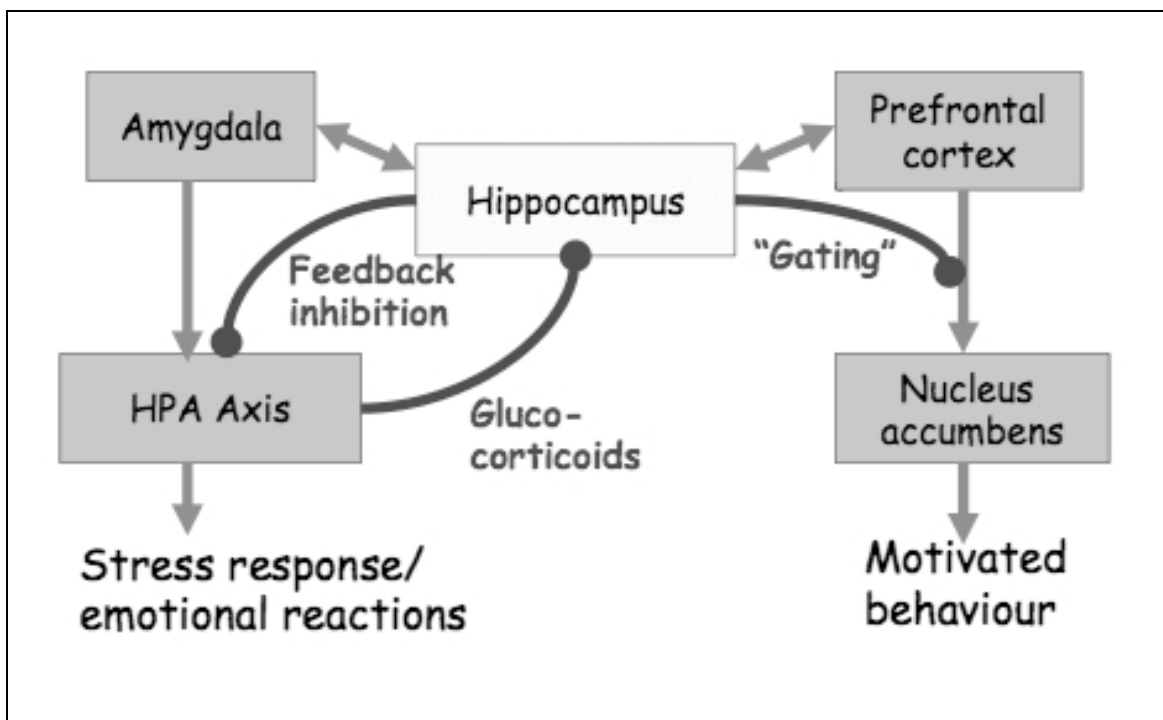 Amygdala
Prefrontal
cortex
Hippocampus
Feedback
inhibition
"Gating"
HPA Axis
Gluco-
corticoids
Nucleus
accumbens
Stress response/
emotional reactions
Motivated
behaviour